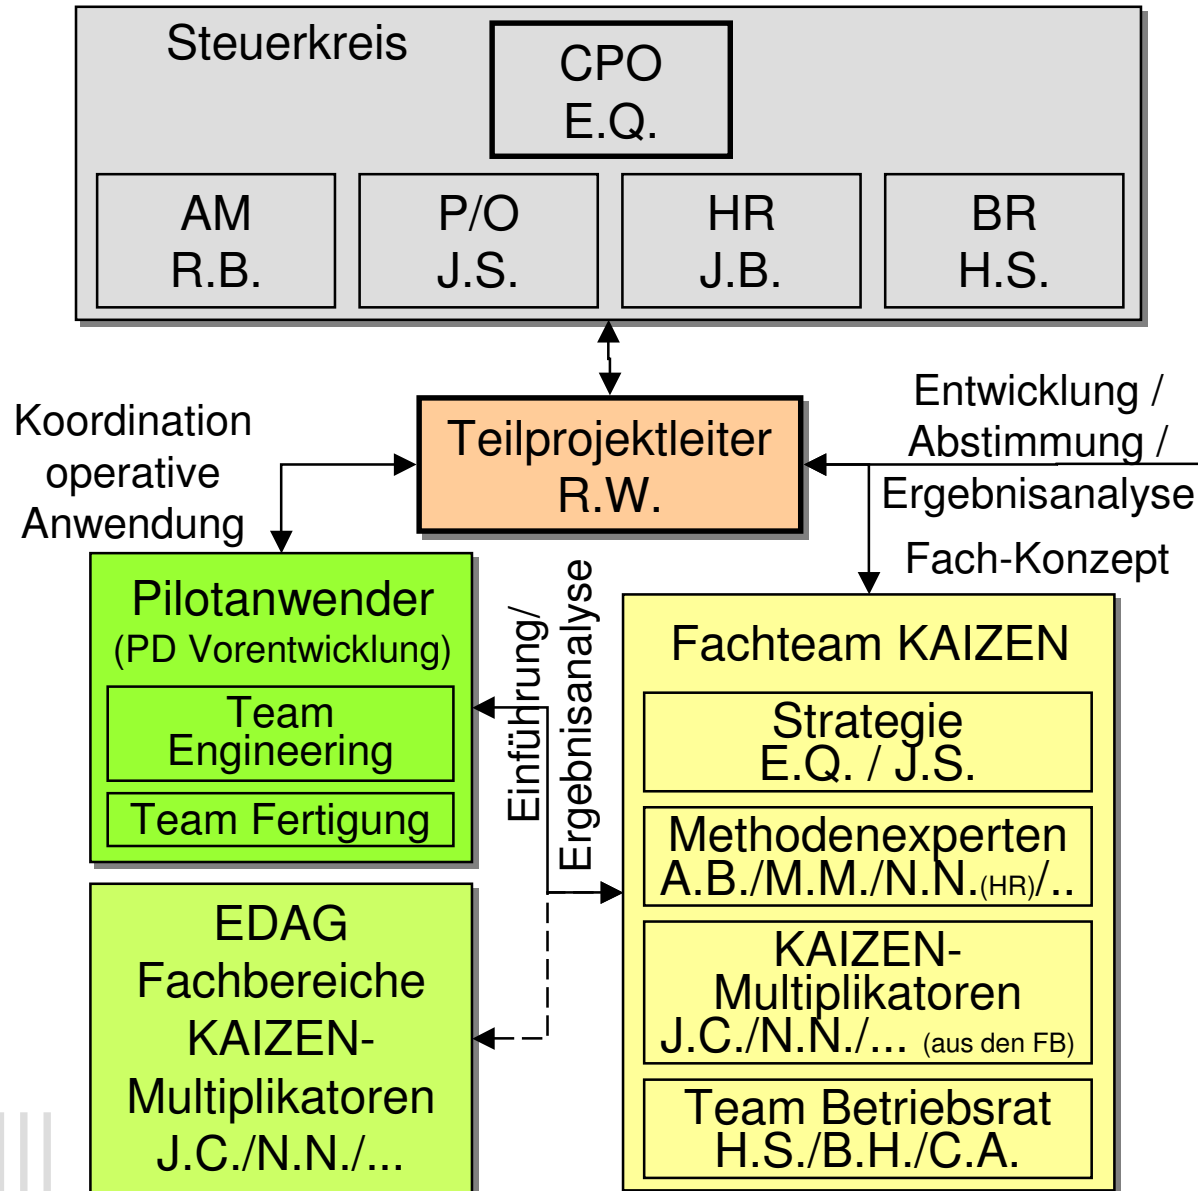 Steuerkreis
CPO
E.Q.
AM
R.B.
P/O
J.S.
HR
J.B.
BR
H.S.
Koordination
operative
Anwendung
Teilprojektleiter
R.W.
Entwicklung /
Abstimmung /
Ergebnisanalyse
Fach-Konzept
Pilotanwender
(PD Vorentwicklung)
Team
Engineering
Team Fertigung
Einführung/
Ergebnisanalyse
Fachteam KAIZEN
Strategie
E.Q. / J.S.
Methodenexperten
A.B./M.M./N.N.(HR)/..
KAIZEN-
Multiplikatoren
J.C./N.N./... (aus den FB)
Team Betriebsrat
H.S./B.H./C.A.
EDAG
Fachbereiche
KAIZEN-
Multiplikatoren
J.C./N.N./...